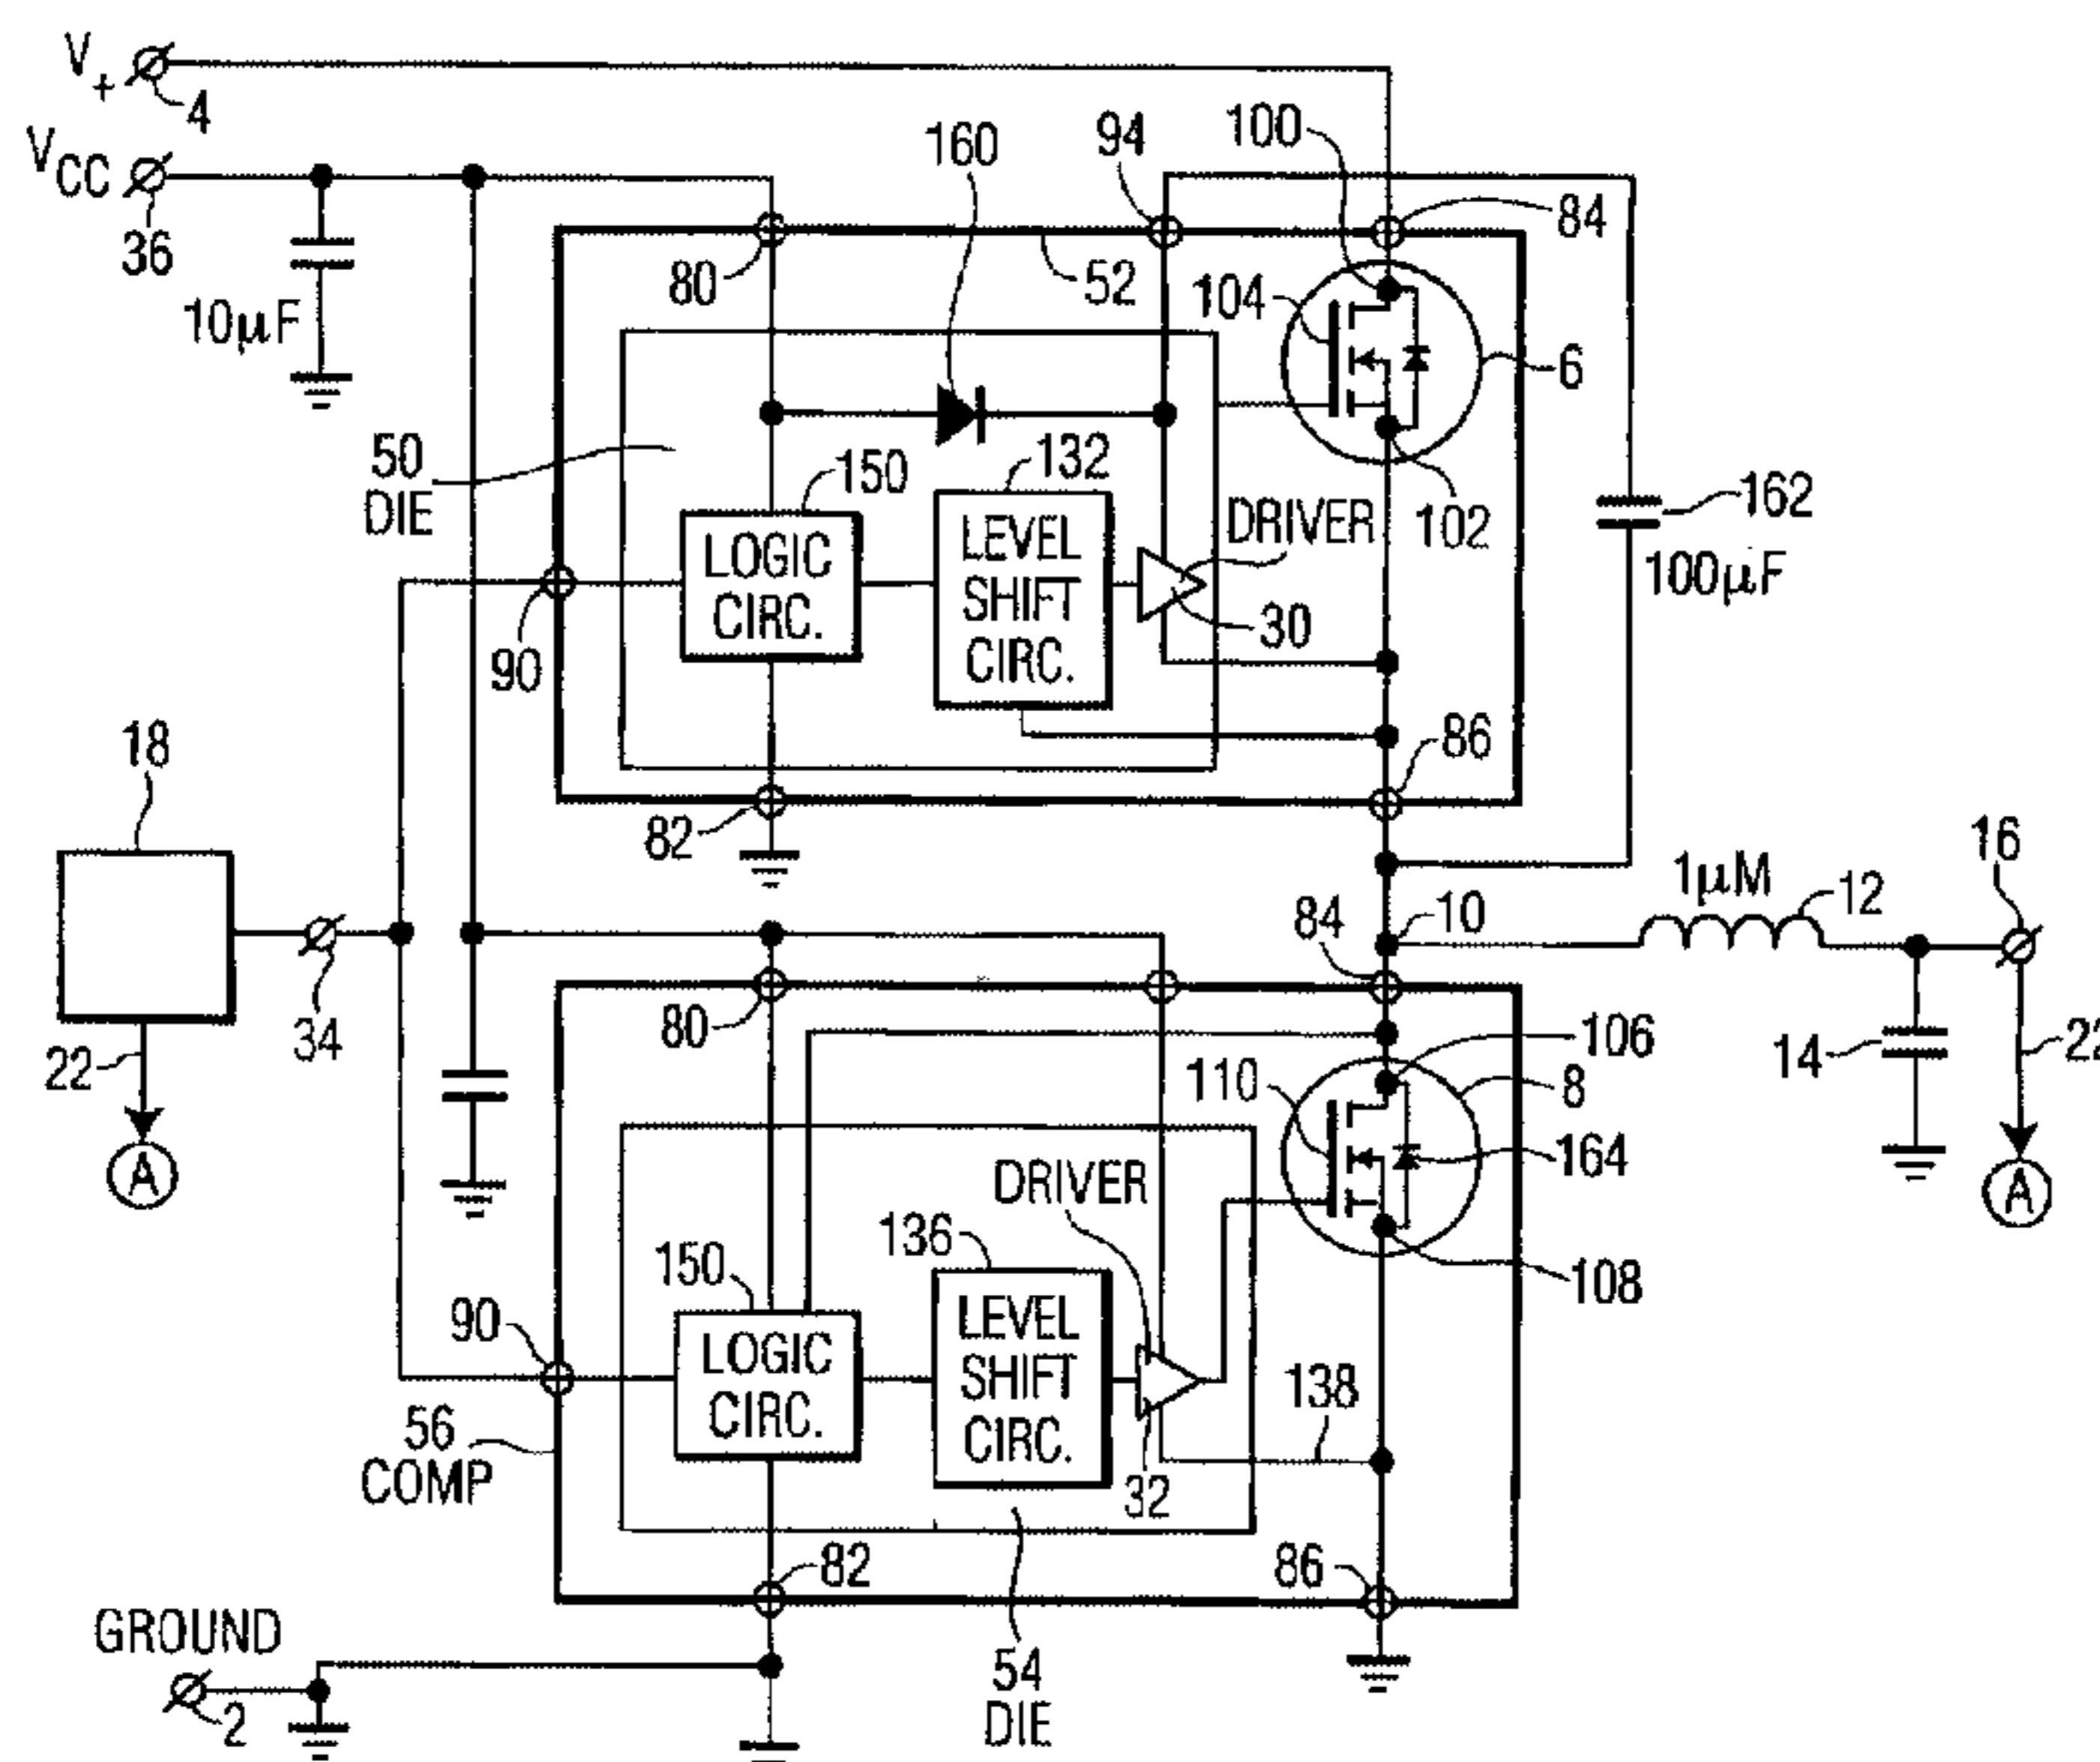 V+
4
VCC
36
10μF
160
94
100
84
80
52
104
6
50
DIE
150
132
DRIVER
102
162
100μF
LOGIC
CIRC.
LEVEL
SHIFT
CIRC.
30
90
86
18
82
16
1μM
12
84
10
34
80
22
A
106
110
8
14
22
164
A
DRIVER
136
150
108
90
LOGIC
CIRC.
LEVEL
SHIFT
CIRC.
138
56
COMP
32
82
86
GROUND
54
DIE
2